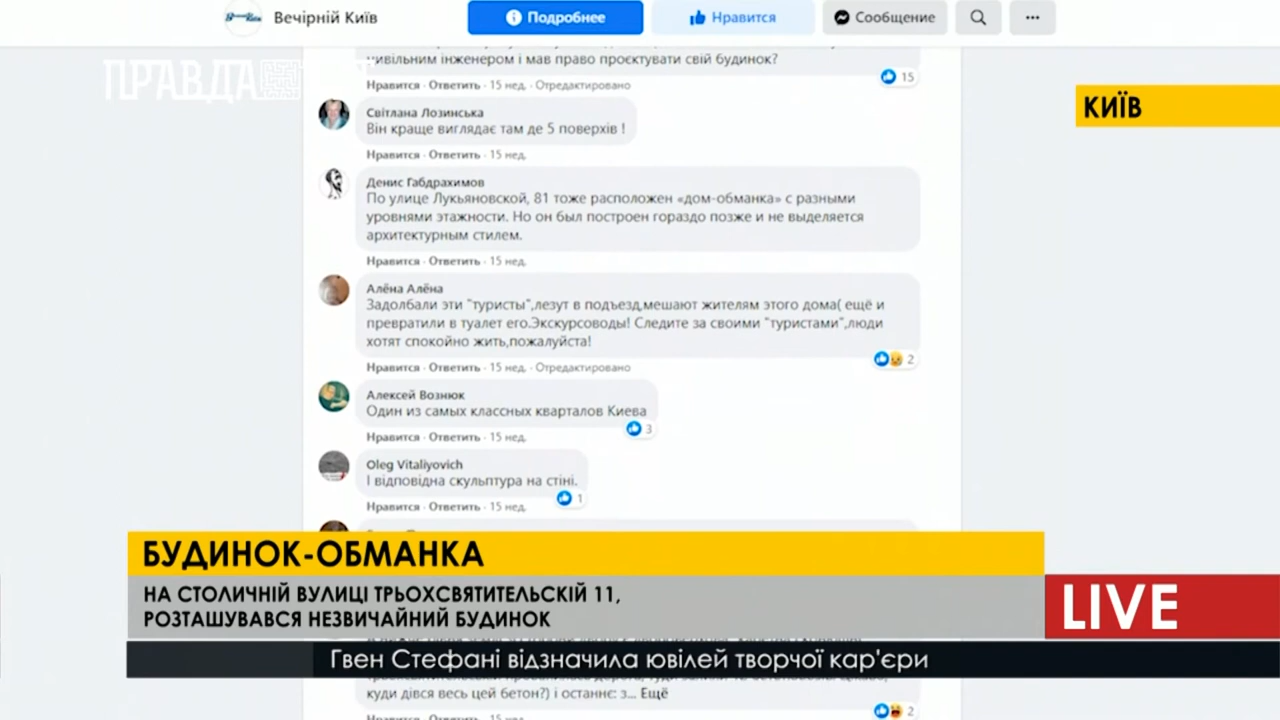 Вечірній Київ
Подробнее
Нравится
Сообщение
ПРАВДА
КИЇВ
цивільним інженером і мав право проєктувати свій будинок?
15
Нравится · Ответить · 15 нед. · Отредактировано
Світлана Лозинська
Він краще виглядає там де 5 поверхів !
Нравится · Ответить · 15 нед.
Денис Габдрахимов
По улице Лукьяновской, 81 тоже расположен «дом-обманка» с разными
уровнями этажности. Но он был построен гораздо позже и не выделяется
архитектурным стилем.
Нравится · Ответить · 15 нед.
Алёна Алёна
Задолбали эти "туристы",лезут в подъезд,мешают жителям этого дома( ещё и
превратили в туалет его.Экскурсоводы! Следите за своими "туристами",люди
хотят спокойно жить,пожалуйста!
2
Нравится · Ответить · 15 нед. · Отредактировано
Алексей Вознюк
Один из самых классных кварталов Киева
3
Нравится · Ответить · 15 нед.
Oleg Vitaliyovich
І відповідна скульптура на стіні.
1
Нравится · Ответить · 15 нед.
БУДИНОК-ОБМАНКА
НА СТОЛИЧНІЙ ВУЛИЦІ ТРЬОХСВЯТИТЕЛЬСКІЙ 11,
РОЗТАШУВАВСЯ НЕЗВИЧАЙНИЙ БУДИНОК
LIVE
Гвен Стефані відзначила ювілей творчої кар'єри
куди дівся весь цей бетон?) і останнє: з... Ещё
2
Нравится · Ответить · 15 нед.